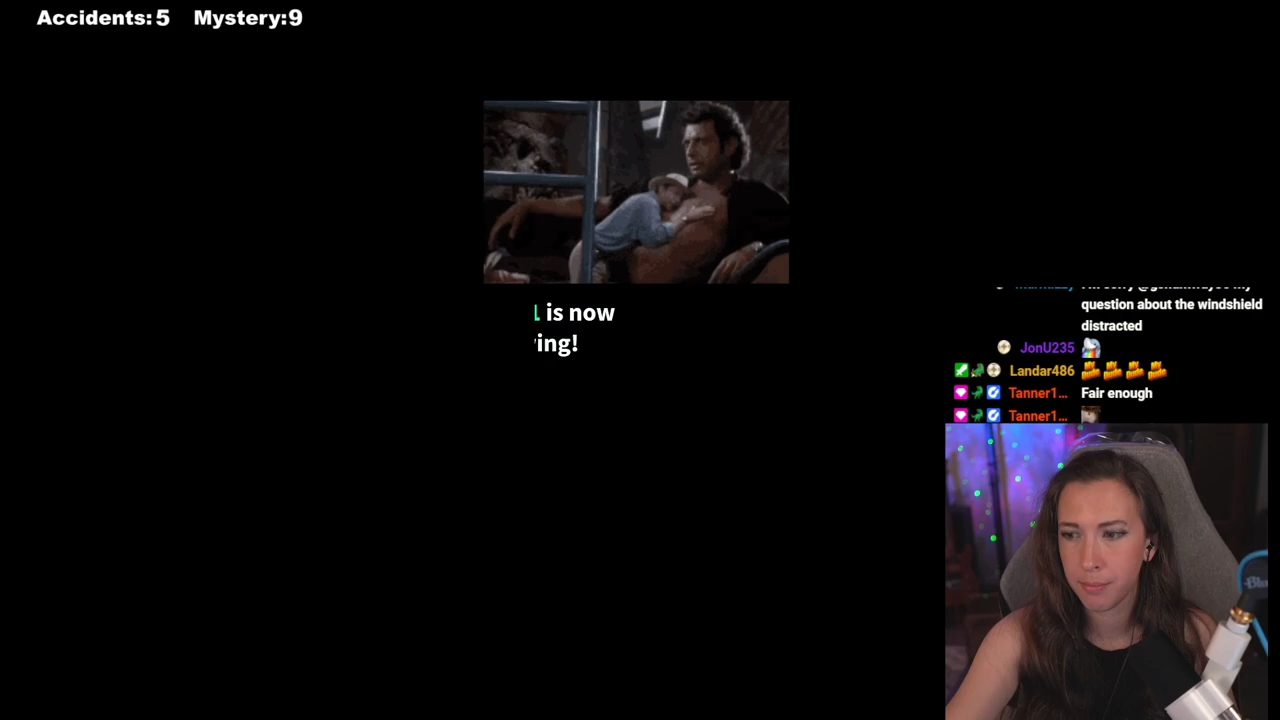 Accidents: 5 Mystery:9
is now
ing!
question about the windshield
distracted
JonU235
Landar486
Tanner1... Fair enough
Tanner1...